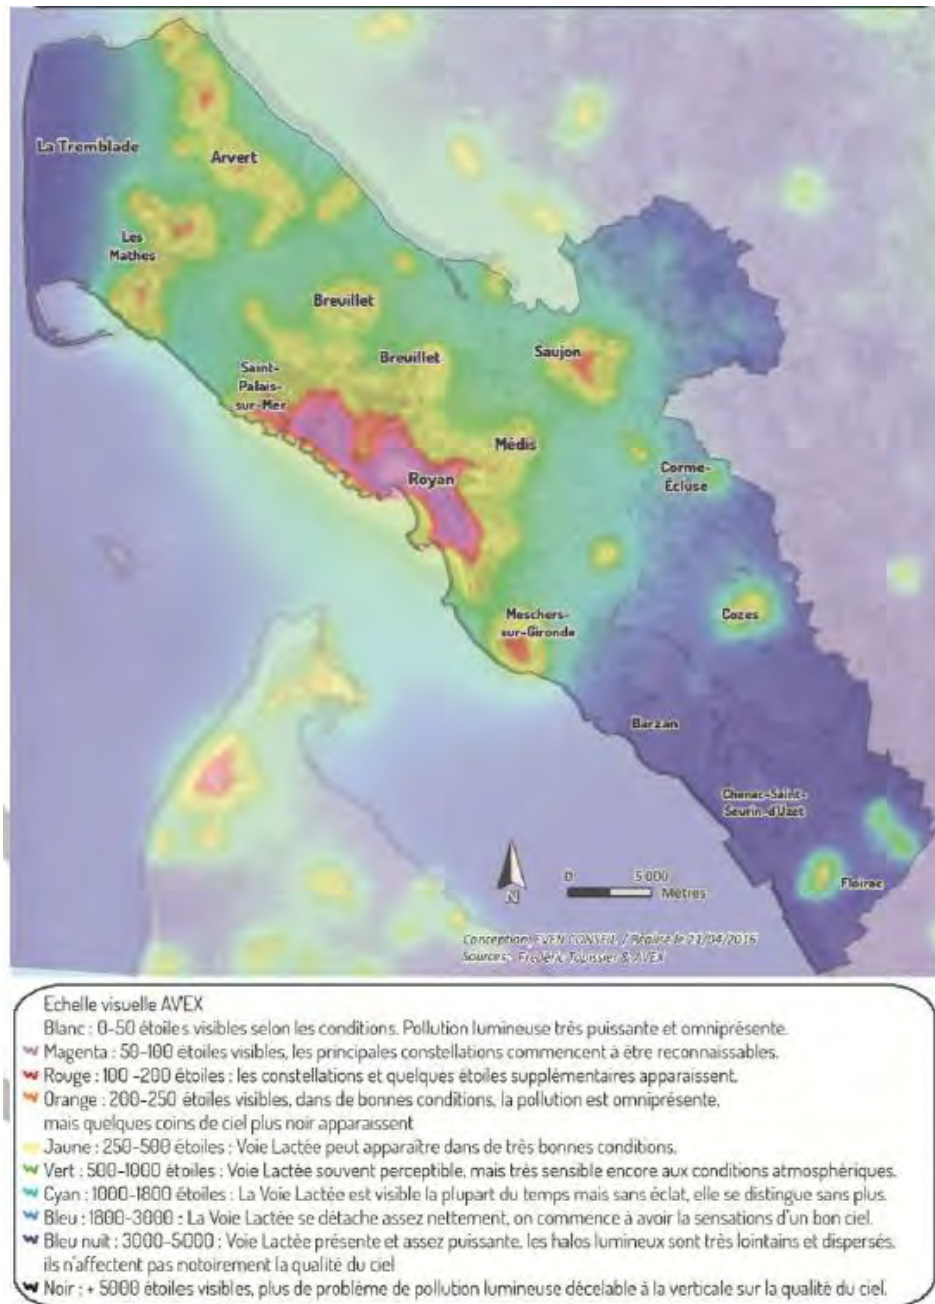 La Tremblade
Arvert
Les
Mathes
Breuillet
Breuillet
Saujon
Saint-
Palais-
sur-Mer
Médis
Royan
Corme-
Écluse
Cozes
Meschers-
sur-Gironde
Barzan
Chenac-Saint-
Seurin-d'Uzet
Floirac
N
0 5 000
Mètres
Conception: EVEN CONSEIL / Réalisé le 21/04/2016
Sources: Frédéric Tapissier & AVEX
Echelle visuelle AVEX
Blanc : 0-50 étoiles visibles selon les conditions. Pollution lumineuse très puissante et omniprésente.
Magenta : 50-100 étoiles visibles, les principales constellations commencent à être reconnaissables.
Rouge : 100 -200 étoiles : les constellations et quelques étoiles supplémentaires apparaissent.
Orange : 200-250 étoiles visibles, dans de bonnes conditions, la pollution est omniprésente,
mais quelques coins de ciel plus noir apparaissent
Jaune : 250-500 étoiles : Voie Lactée peut apparaître dans de très bonnes conditions.
Vert : 500-1000 étoiles : Voie Lactée souvent perceptible, mais très sensible encore aux conditions atmosphériques.
Cyan : 1000-1800 étoiles : La Voie Lactée est visible la plupart du temps mais sans éclat, elle se distingue sans plus.
Bleu : 1800-3000 : La Voie Lactée se détache assez nettement, on commence à avoir la sensations d'un bon ciel.
Bleu nuit : 3000-5000 : Voie Lactée présente et assez puissante, les halos lumineux sont très lointains et dispersés,
ils n'affectent pas notoirement la qualité du ciel
Noir : + 5000 étoiles visibles, plus de problème de pollution lumineuse décelable à la verticale sur la qualité du ciel.